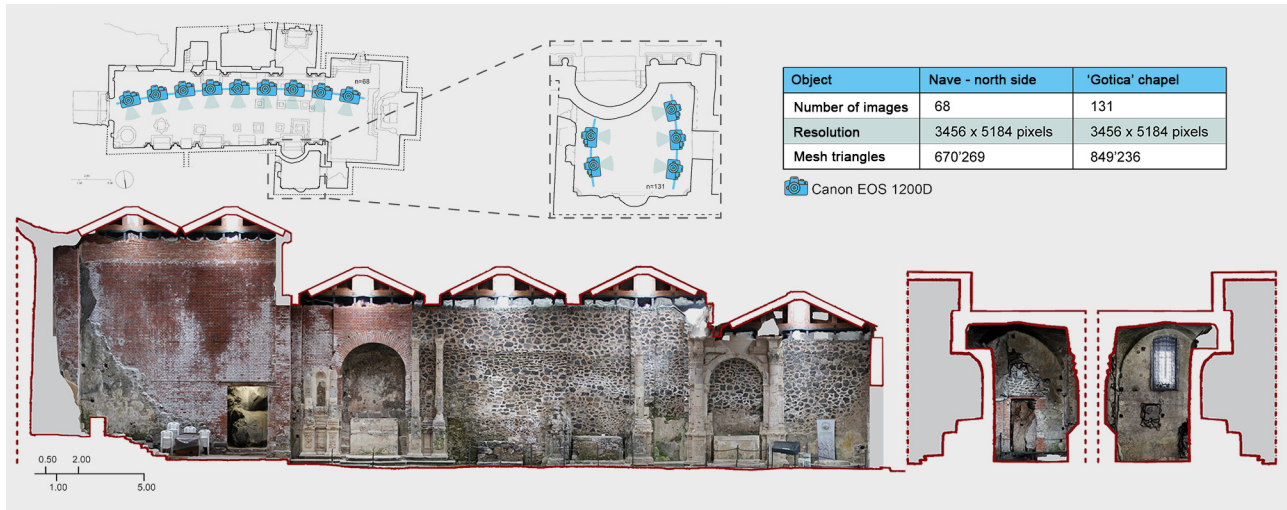 n=68
n=131
Object Nave - north side 'Gotica' chapel
Number of images 68 131
Resolution 3456 x 5184 pixels 3456 x 5184 pixels
Mesh triangles 670'269 849'236
Canon EOS 1200D
0.50 2.00
1.00 5.00